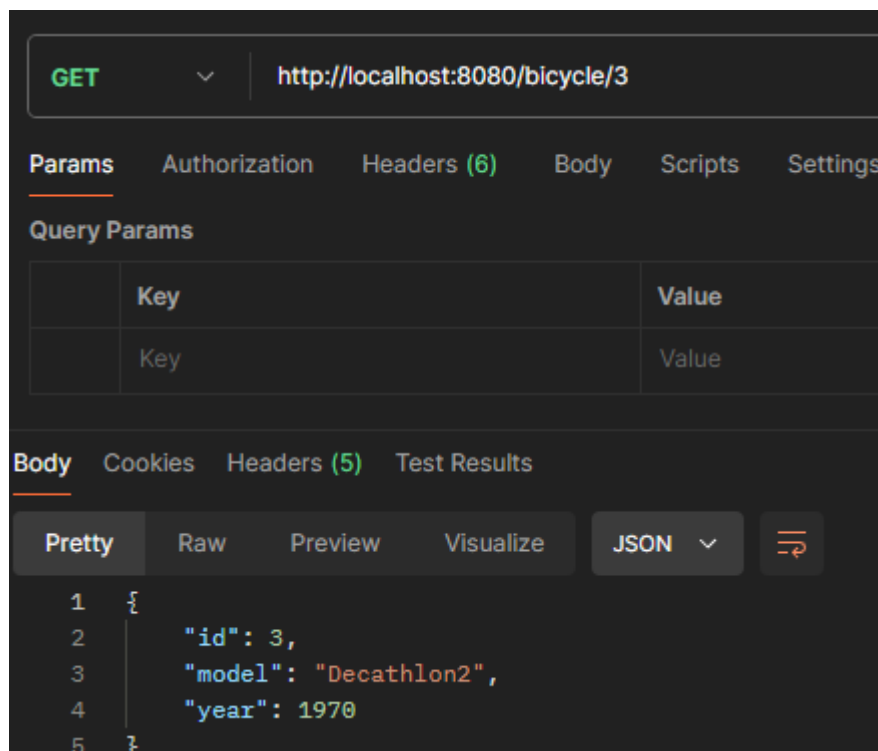 GET http://localhost:8080/bicycle/3
Params Authorization Headers (6) Body Scripts Settings
Query Params
Key Value
Key Value
Body Cookies Headers (5) Test Results
Pretty Raw Preview Visualize JSON
1 {
2 "id": 3,
3 "model": "Decathlon2",
4 "year": 1970
5 }